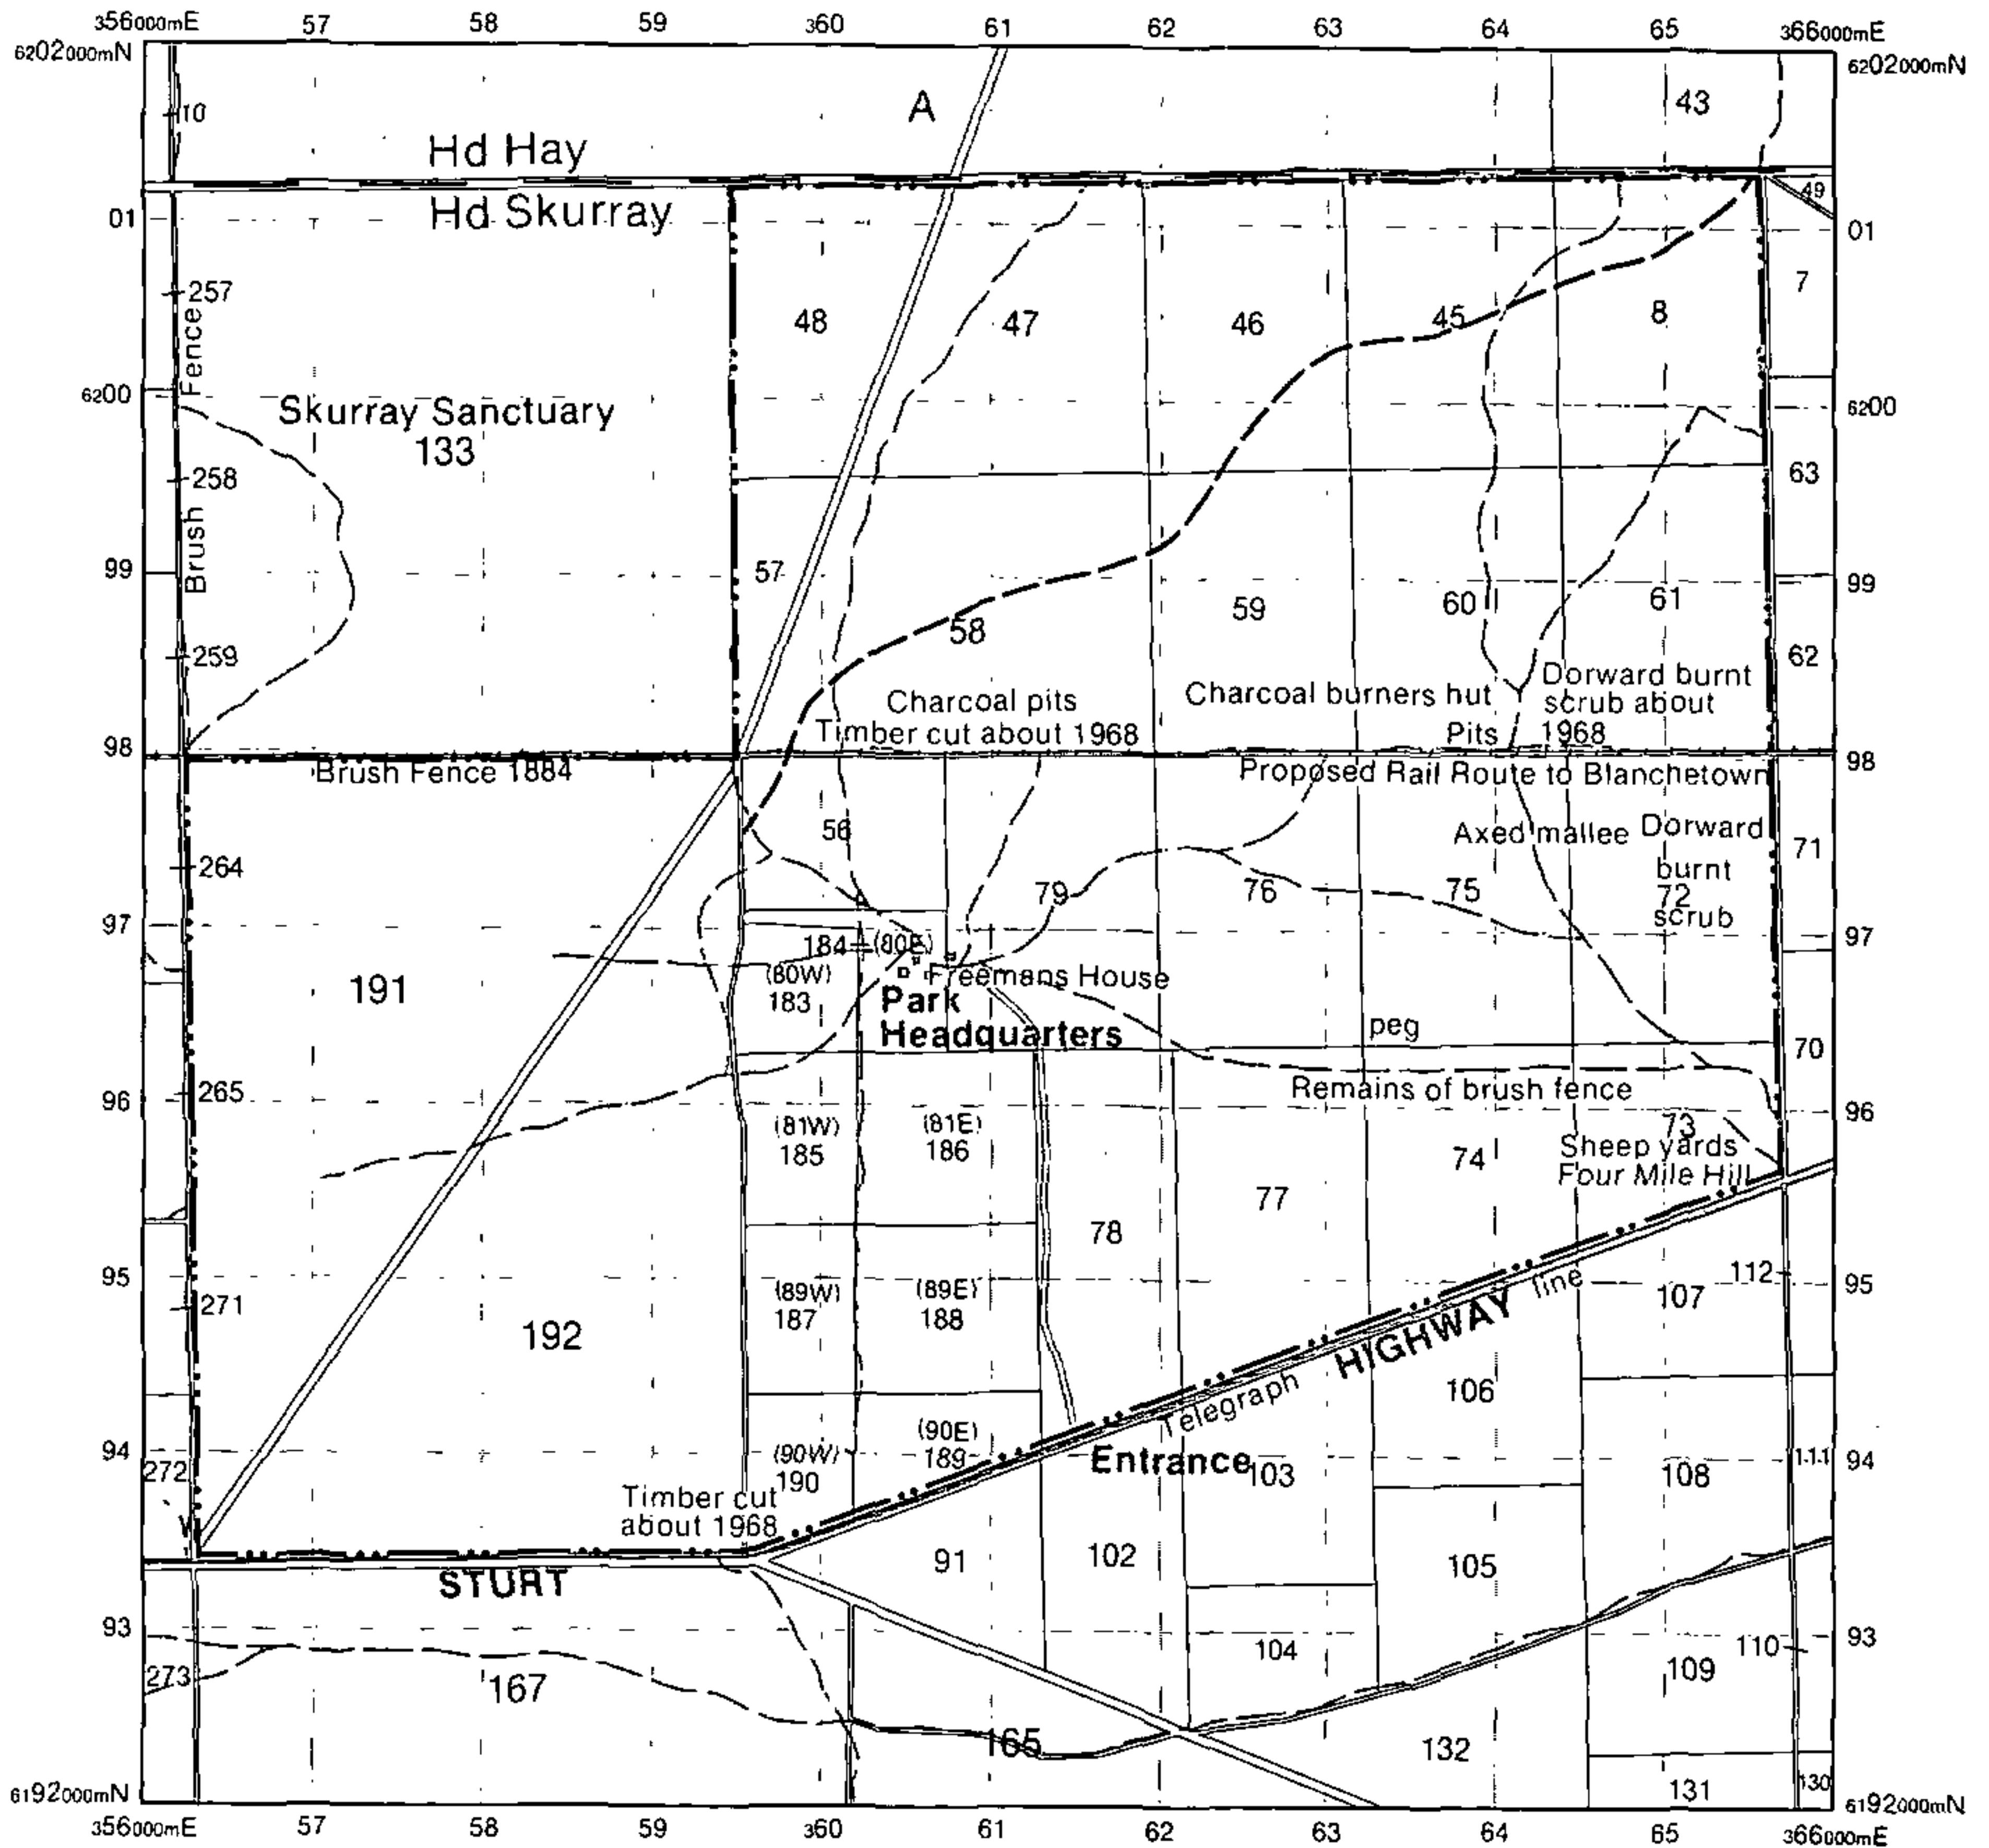 356000mE 57 58 59 360 61 62 63 64 65 366000mE
6202000mN 6202000mN
A 43
10
Hd Hay
49
01 Hd Skurray 01
257 7
48 47 46 45 8
Fence
6200 6200
Skurray Sanctuary
133
258 63
Brush
99 57 99
59 60 61
58
259 62
Dorward burnt
scrub about
1968
Charcoal pits
Timber cut about 1968
Charcoal burners hut
Pits
98 98
Brush Fence 1884
Proposed Rail Route to Blanchetown
56
Axed mallee
Dorward
burnt
72
scrub
71
264
79 76 75
97 97
184 (80E)
(80W)
183
Freemans House
191
Park
Headquarters
peg
70
265
Remains of brush fence
96 96
(81W)
185
(81E)
186
73
74
Sheep yards
Four Mile Hill
77
78
95 95
112
107
271
(89W)
187
(89E)
188
192
HIGHWAY
line
Telegraph
106
(90E)
189
(90W)
190
94 94
272
Entrance
103
108
111
Timber cut
about 1968
91 102 105
STURT
93 93
104
110
109
273
167
165
132
131
130
6192000mN 6192000mN
356000mE 57 58 59 360 61 62 63 64 65 366000mE